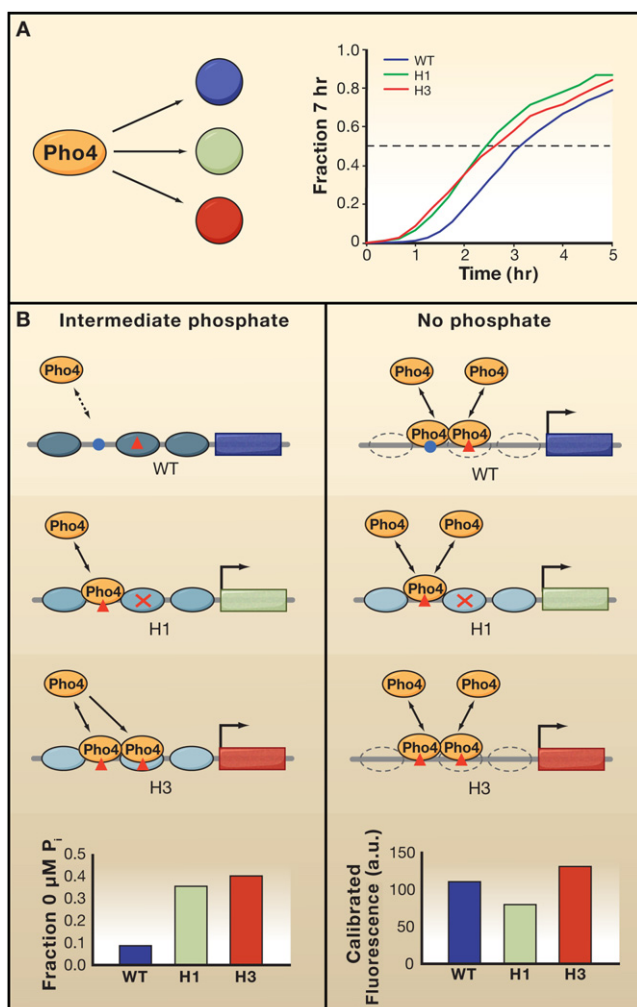 A
Pho4
1.0
0.8
0.6
0.4
0.2
0
Fraction 7 hr
WT
H1
H3
0 1 2 3 4 5
Time (hr)
B
Intermediate phosphate
Pho4
WT
Pho4
Pho4
H1
Pho4
Pho4 Pho4
H3
Fraction 0 µM Pi
0.5
0.4
0.3
0.2
0.1
0.0
WT H1 H3
No phosphate
Pho4 Pho4
Pho4 Pho4
WT
Pho4 Pho4
Pho4
H1
Pho4 Pho4
Pho4 Pho4
H3
Calibrated
Fluorescence (a.u.)
150
100
50
0
WT H1 H3